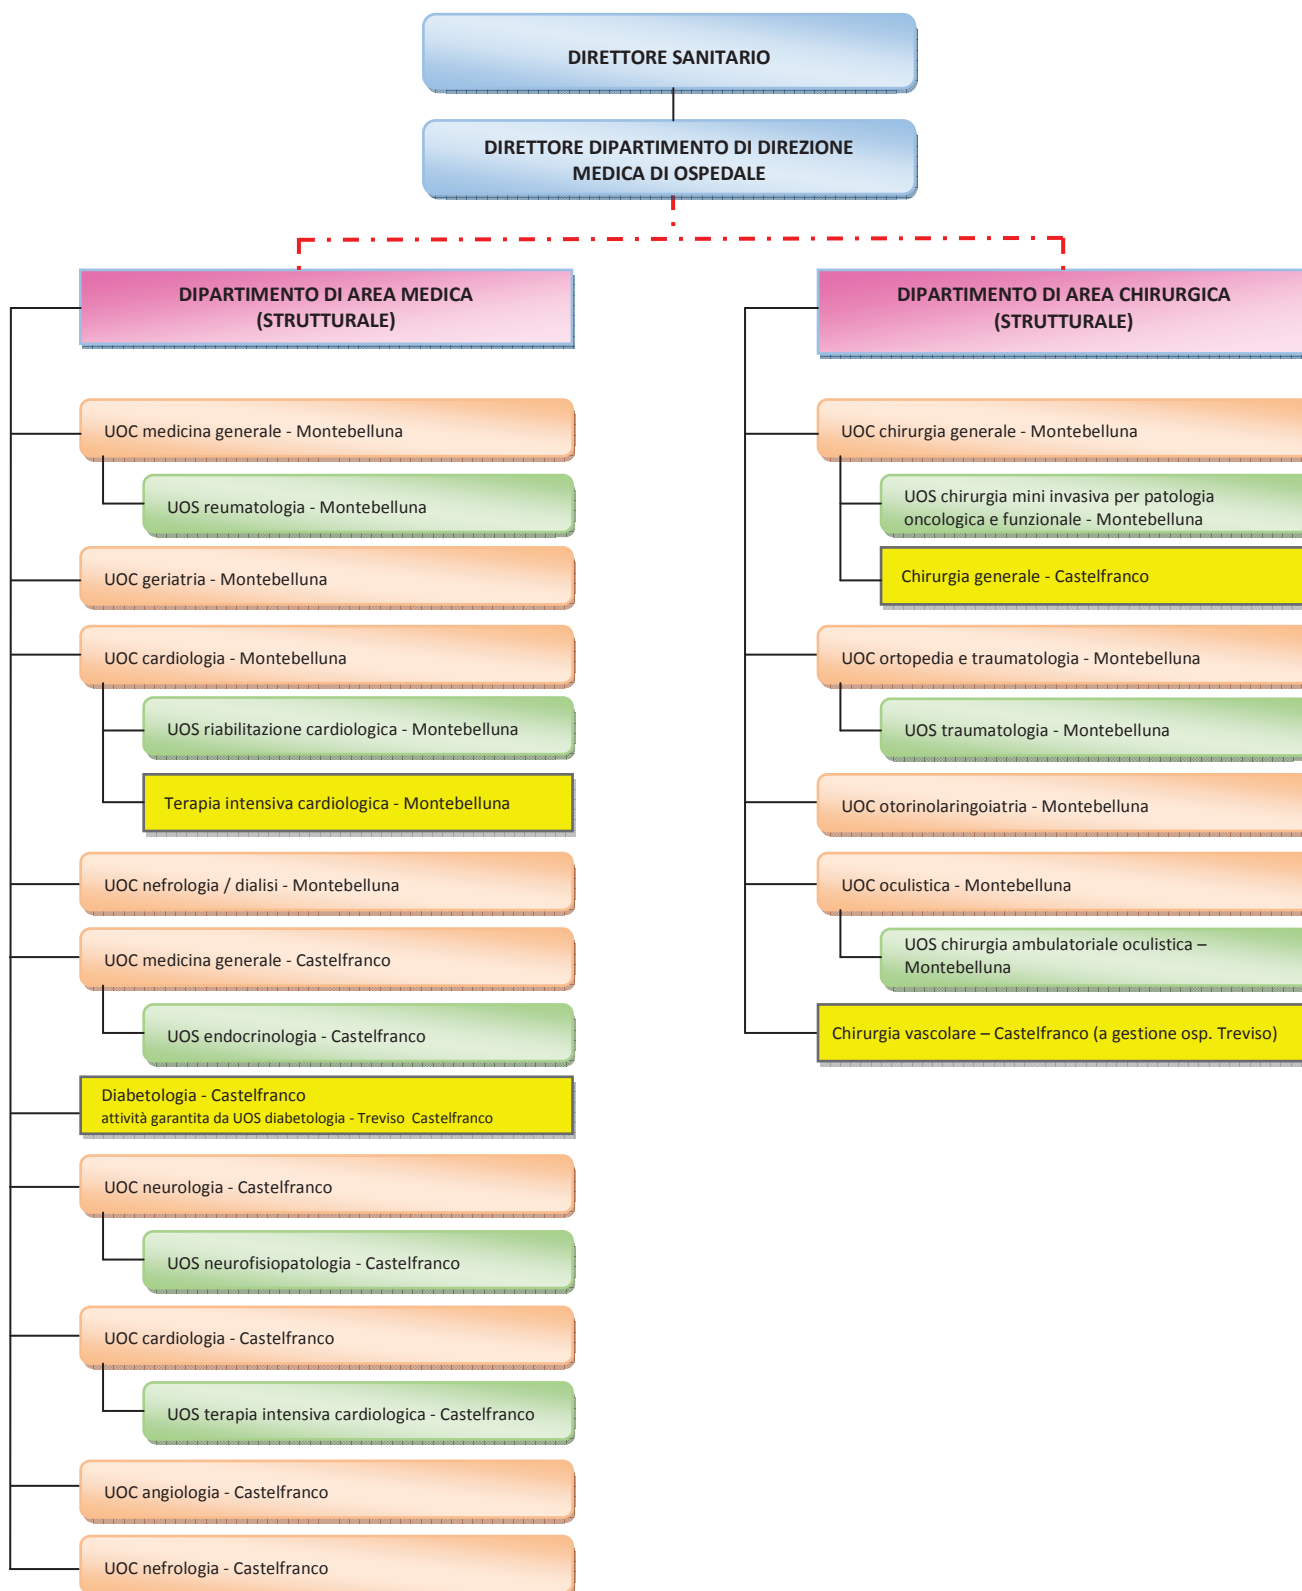 DIRETTORE SANITARIO
DIRETTORE DIPARTIMENTO DI DIREZIONE
MEDICA DI OSPEDALE
DIPARTIMENTO DI AREA MEDICA
(STRUTTURALE)
UOC medicina generale - Montebelluna
UOS reumatologia - Montebelluna
UOC geriatria - Montebelluna
UOC cardiologia - Montebelluna
UOS riabilitazione cardiologica - Montebelluna
Terapia intensiva cardiologica - Montebelluna
UOC nefrologia / dialisi - Montebelluna
UOC medicina generale - Castelfranco
UOS endocrinologia - Castelfranco
Diabetologia - Castelfranco
attività garantita da UOS diabetologia - Treviso Castelfranco
UOC neurologia - Castelfranco
UOS neurofisiopatologia - Castelfranco
UOC cardiologia - Castelfranco
UOS terapia intensiva cardiologica - Castelfranco
UOC angiologia - Castelfranco
UOC nefrologia - Castelfranco
DIPARTIMENTO DI AREA CHIRURGICA
(STRUTTURALE)
UOC chirurgia generale - Montebelluna
UOS chirurgia mini invasiva per patologia
oncologica e funzionale - Montebelluna
Chirurgia generale - Castelfranco
UOC ortopedia e traumatologia - Montebelluna
UOS traumatologia - Montebelluna
UOC otorinolaringoiatria - Montebelluna
UOC oculistica - Montebelluna
UOS chirurgia ambulatoriale oculistica –
Montebelluna
Chirurgia vascolare – Castelfranco (a gestione osp. Treviso)